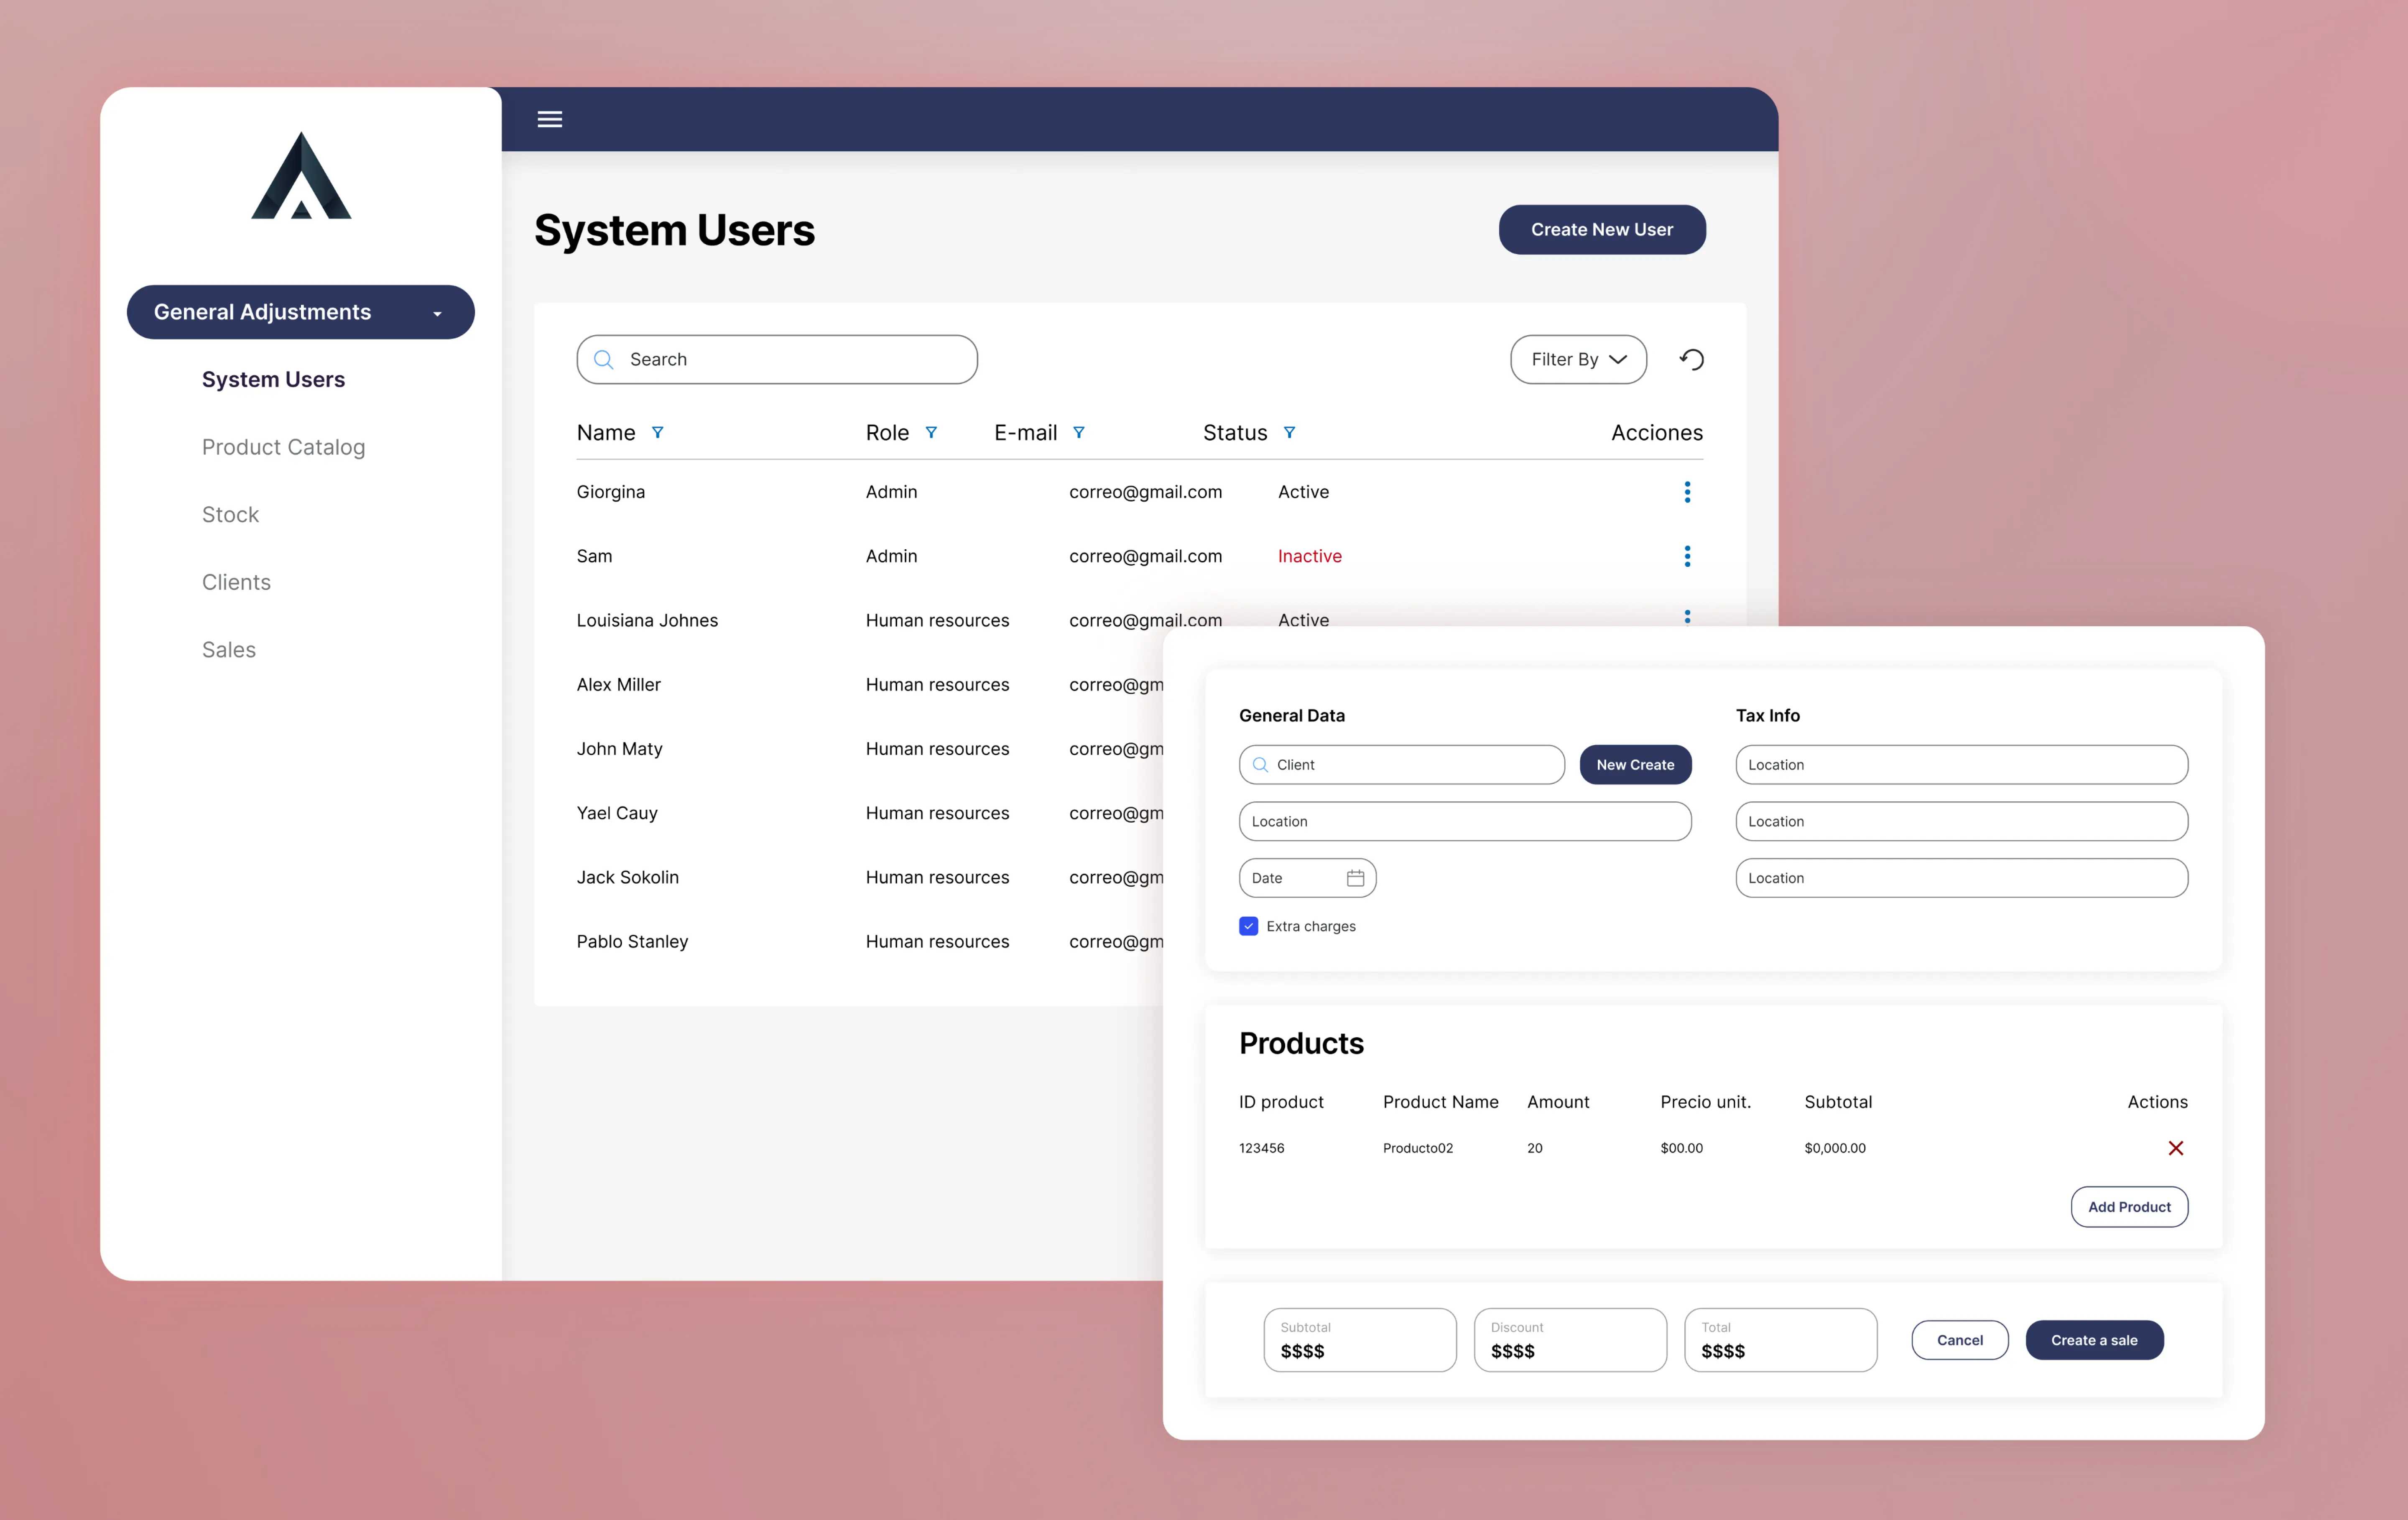 General Adjustments
System Users
Product Catalog
Stock
Clients
Sales
System Users
Create New User
Search
Filter By
Name Role E-mail Status Acciones
Giorgina Admin correo@gmail.com Active
Sam Admin correo@gmail.com Inactive
Louisiana Johnes Human resources correo@gmail.com Active
Alex Miller Human resources correo@gm
John Maty Human resources correo@gm
Yael Cauy Human resources correo@gm
Jack Sokolin Human resources correo@gm
Pablo Stanley Human resources correo@gm
General Data
Client
New Create
Location
Date
Extra charges
Tax Info
Location
Location
Location
Products
ID product Product Name Amount Precio unit. Subtotal Actions
123456 Producto02 20 $00.00 $0,000.00
Add Product
Subtotal
$$$$
Discount
$$$$
Total
$$$$
Cancel
Create a sale